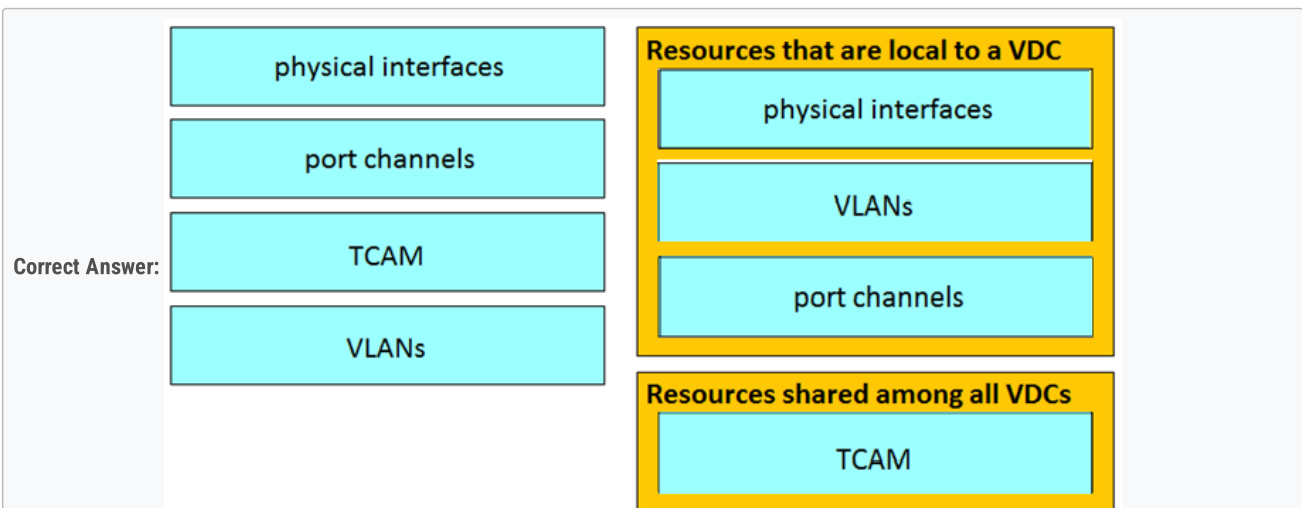 Correct Answer:
physical interfaces
port channels
TCAM
VLANs
Resources that are local to a VDC
physical interfaces
VLANs
port channels
Resources shared among all VDCs
TCAM